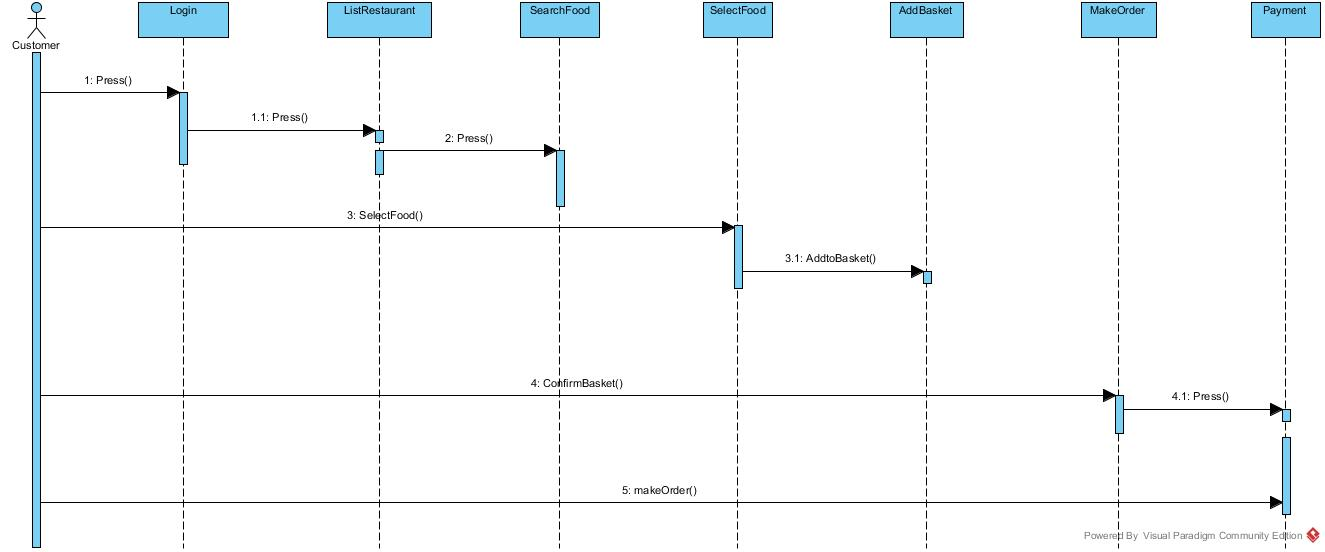 Customer
Login
ListRestaurant
SearchFood
SelectFood
AddBasket
MakeOrder
Payment
1: Press()
1.1: Press()
2: Press()
3: SelectFood()
3.1: AddtoBasket()
4: ConfirmBasket()
4.1: Press()
5: makeOrder()
Powered By Visual Paradigm Community Edition